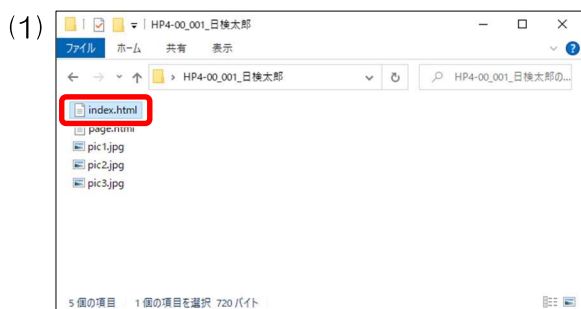 (1)
HP4-00_001_日検太郎
ファイル ホーム 共有 表示
HP4-00_001_日検太郎 HP4-00_001_日検太郎の...
index.html
page.html
pic1.jpg
pic2.jpg
pic3.jpg
5 個の項目 1 個の項目を選択 720 バイト